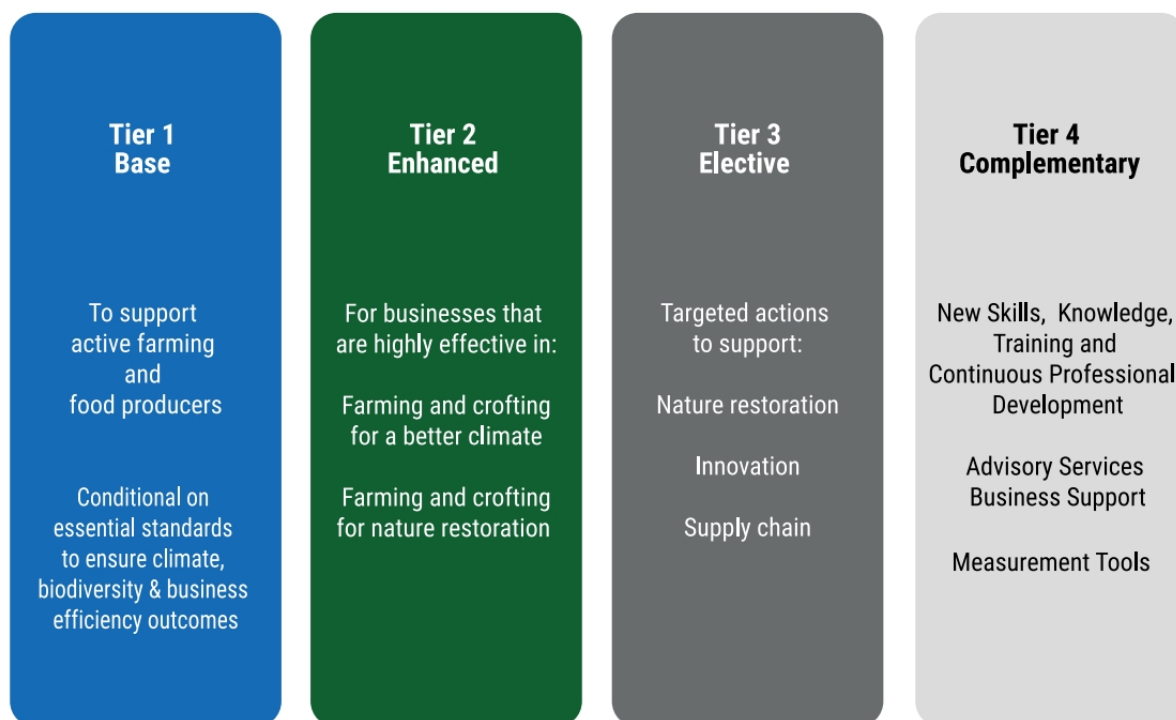 Tier 1
Base
To support
active farming
and
food producers
Conditional on
essential standards
to ensure climate,
biodiversity & business
efficiency outcomes
Tier 2
Enhanced
For businesses that
are highly effective in:
Farming and crofting
for a better climate
Farming and crofting
for nature restoration
Tier 3
Elective
Targeted actions
to support:
Nature restoration
Innovation
Supply chain
Tier 4
Complementary
New Skills, Knowledge,
Training and
Continuous Professional
Development
Advisory Services
Business Support
Measurement Tools